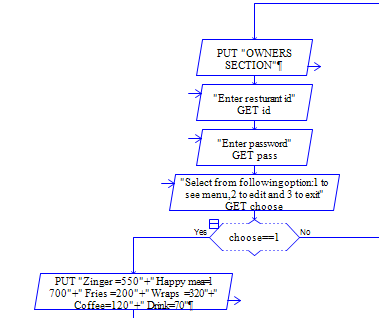 PUT "OWNERS
SECTION"¶
"Enter resturant id"
GET id
"Enter password"
GET pass
"Select from following option:1 to
see menu,2 to edit and 3 to exit"
GET choose
Yes
choose==1
No
PUT "Zinger =550"+" Happy meal
700"+" Fries =200"+" Wraps =320"+"
Coffee=120"+" Drink=70"¶